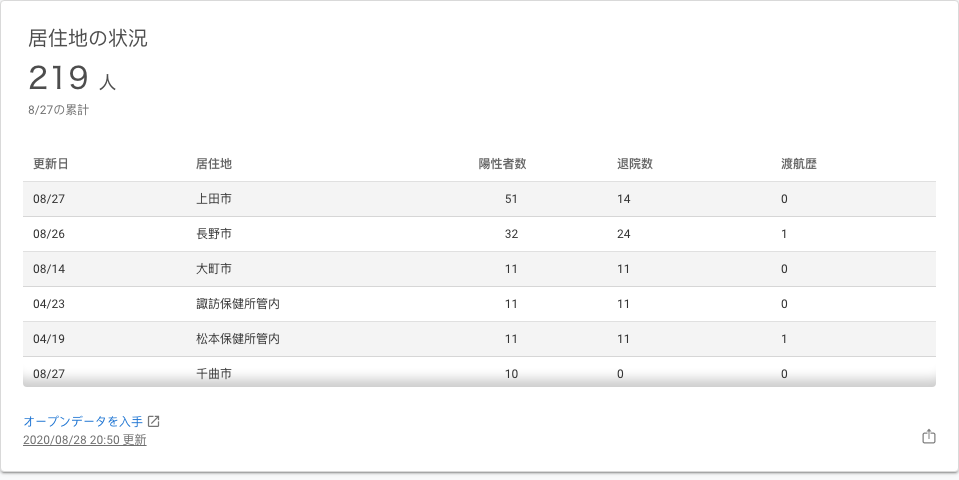 居住地の状況
219 人
8/27の累計
更新日 居住地 陽性者数 退院数 渡航歴
08/27 上田市 51 14 0
08/26 長野市 32 24 1
08/14 大町市 11 11 0
04/23 諏訪保健所管内 11 11 0
04/19 松本保健所管内 11 11 1
08/27 千曲市 10 0 0
オープンデータを入手
2020/08/28 20:50 更新